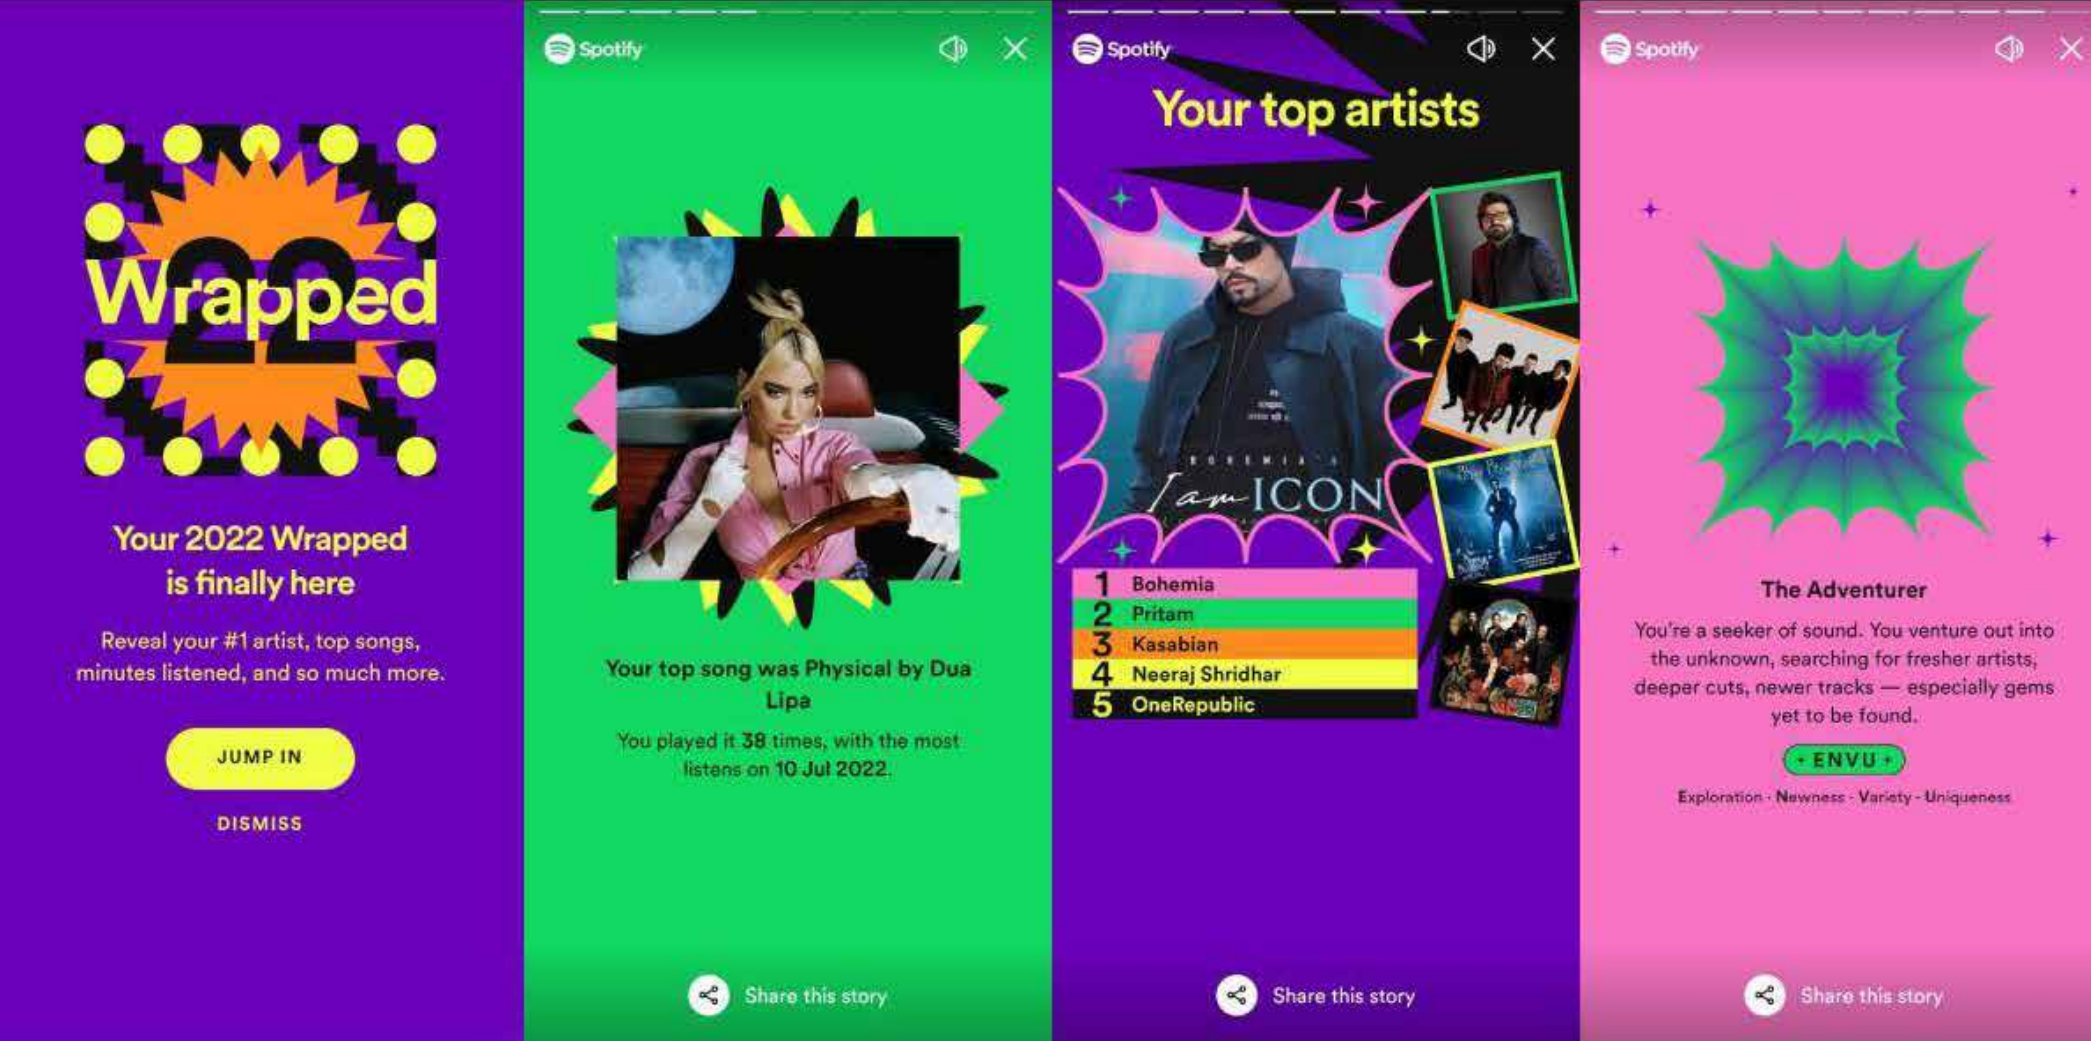 22
Wrapped
Your 2022 Wrapped
is finally here
Reveal your #1 artist, top songs,
minutes listened, and so much more.
JUMP IN
DISMISS
Spotify
Your top song was Physical by Dua
Lipa
You played it 38 times, with the most
listens on 10 Jul 2022.
Share this story
Spotify
Your top artists
BOHEMIA'S
I am ICON
1 Bohemia
2 Pritam
3 Kasabian
4 Neeraj Shridhar
5 OneRepublic
Share this story
Spotify
The Adventurer
You're a seeker of sound. You venture out into
the unknown, searching for fresher artists,
deeper cuts, newer tracks — especially gems
yet to be found.
ENVU
Exploration - Newness - Variety - Uniqueness
Share this story